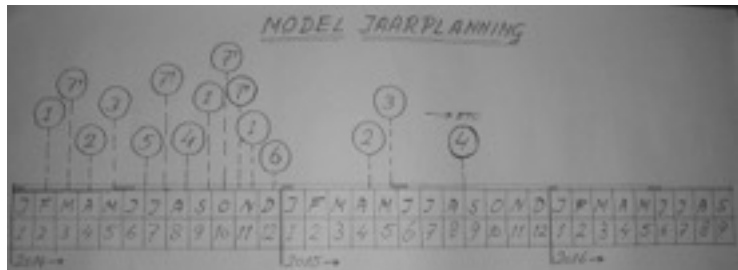 MODEL JAARPLANNING
1 P 2 3 5 P 4 1 P P 1 6 2 3 → ETC 4
J F M A M J J A S O N D J F M A M J J A S O N D J F M A M J J A S
1 2 3 4 5 6 7 8 9 10 11 12 1 2 3 4 5 6 7 8 9 10 11 12 1 2 3 4 5 6 7 8 9
2014→ 2015→ 2016→